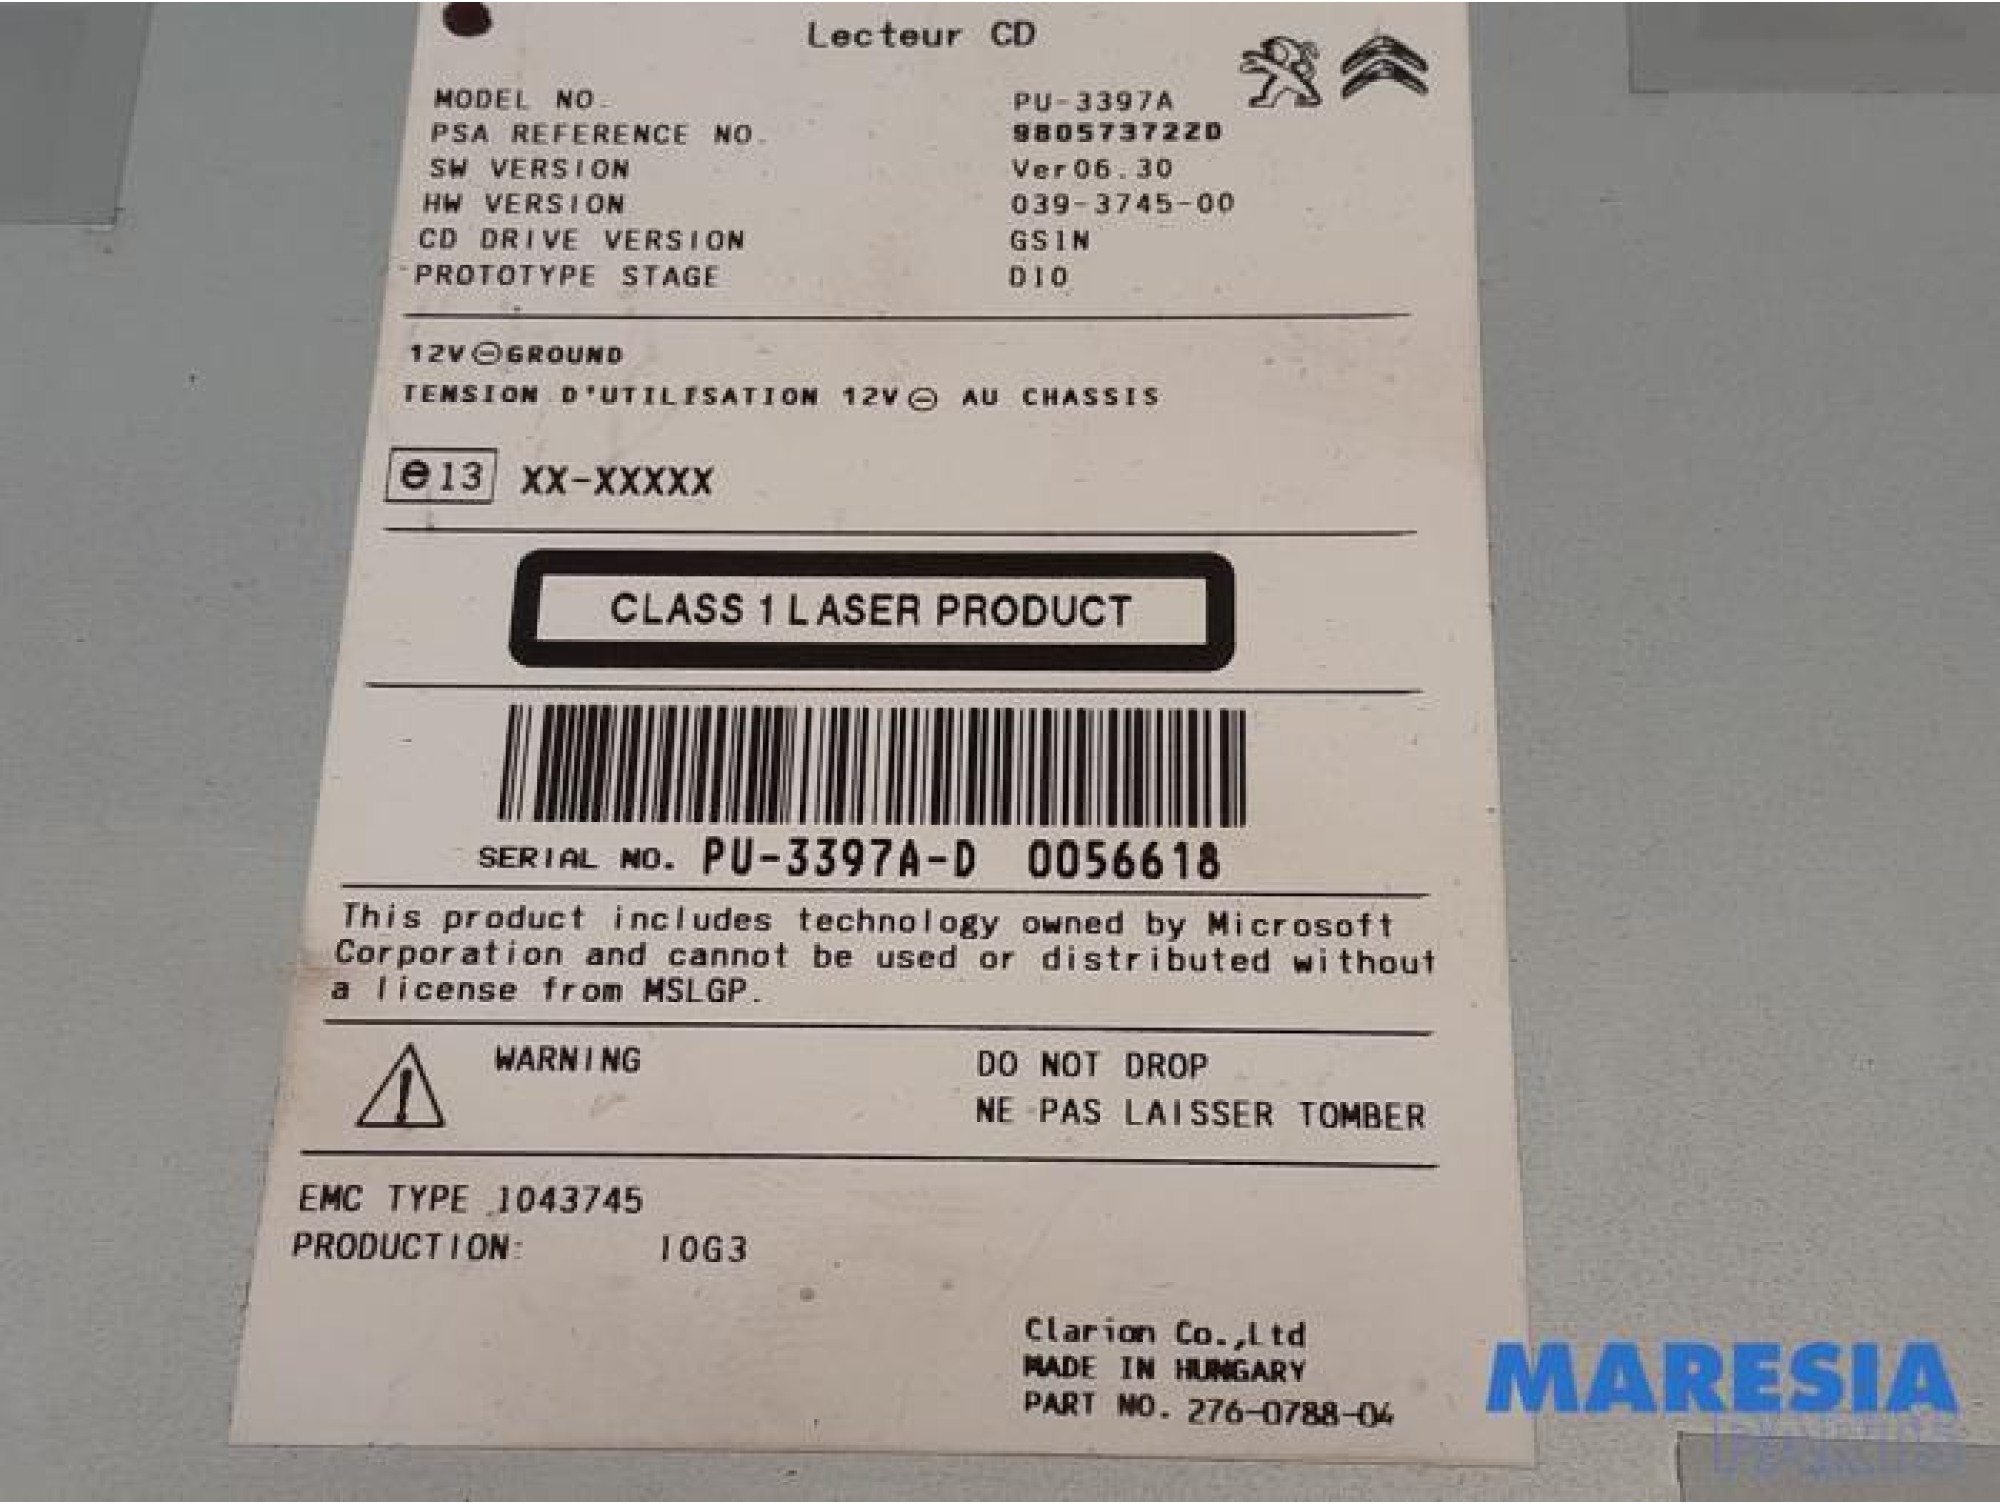 Lecteur CD
MODEL NO. PU-3397A
PSA REFERENCE NO. 980573722D
SW VERSION Ver06.30
HW VERSION 039-3745-00
CD DRIVE VERSION GS1N
PROTOTYPE STAGE D10
12V⊖GROUND
TENSION D'UTILISATION 12V⊖ AU CHASSIS
e13 XX-XXXXX
CLASS 1 LASER PRODUCT
SERIAL NO. PU-3397A-D 0056618
This product includes technology owned by Microsoft
Corporation and cannot be used or distributed without
a license from MSLGP.
WARNING DO NOT DROP
NE PAS LAISSER TOMBER
EMC TYPE 1043745
PRODUCTION: 10G3
Clarion Co.,Ltd
MADE IN HUNGARY
PART NO. 276-0788-04
MARESIA
PARTS